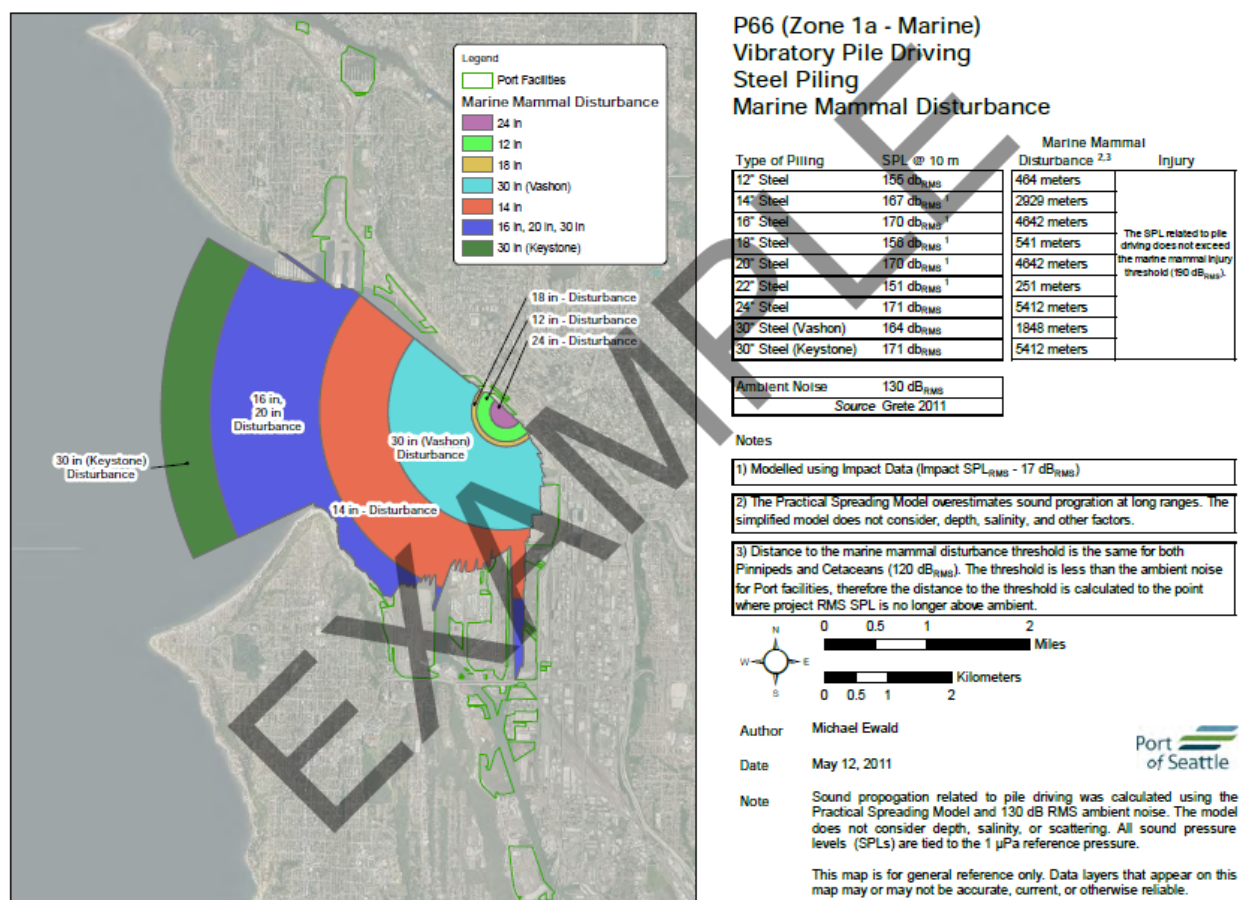 Legend
Port Facilities
Marine Mammal Disturbance
24 in
12 in
18 in
30 in (Vashon)
14 in
16 in, 20 in, 30 in
30 in (Keystone)
18 in - Disturbance
12 in - Disturbance
24 in - Disturbance
16 in,
20 in
Disturbance
30 in (Vashon)
Disturbance
30 in (Keystone)
Disturbance
14 in - Disturbance
EXAMPLE
P66 (Zone 1a - Marine)
Vibratory Pile Driving
Steel Piling
Marine Mammal Disturbance
Marine Mammal
Type of Piling SPL @ 10 m Disturbance 2,3 Injury
12" Steel 155 dbRMS 464 meters
14" Steel 167 dbRMS 1 2929 meters
16" Steel 170 dbRMS 1 4642 meters
18" Steel 156 dbRMS 1 541 meters
20" Steel 170 dbRMS 1 4642 meters
22" Steel 151 dbRMS 1 251 meters
24" Steel 171 dbRMS 5412 meters
30" Steel (Vashon) 164 dbRMS 1848 meters
30" Steel (Keystone) 171 dbRMS 5412 meters
The SPL related to pile
driving does not exceed
the marine mammal injury
threshold (190 dBRMS).
Ambient Noise 130 dBRMS
Source Grete 2011
Notes
1) Modelled using Impact Data (Impact SPLRMS - 17 dBRMS)
2) The Practical Spreading Model overestimates sound progration at long ranges. The
simplified model does not consider, depth, salinity, and other factors.
3) Distance to the marine mammal disturbance threshold is the same for both
Pinnipeds and Cetaceans (120 dBRMS). The threshold is less than the ambient noise
for Port facilities, therefore the distance to the threshold is calculated to the point
where project RMS SPL is no longer above ambient.
N
W E
S
0 0.5 1 2
Miles
Kilometers
0 0.5 1 2
Author Michael Ewald
Date May 12, 2011
Port
of Seattle
Note Sound propogation related to pile driving was calculated using the
Practical Spreading Model and 130 dB RMS ambient noise. The model
does not consider depth, salinity, or scattering. All sound pressure
levels (SPLs) are tied to the 1 µPa reference pressure.
This map is for general reference only. Data layers that appear on this
map may or may not be accurate, current, or otherwise reliable.